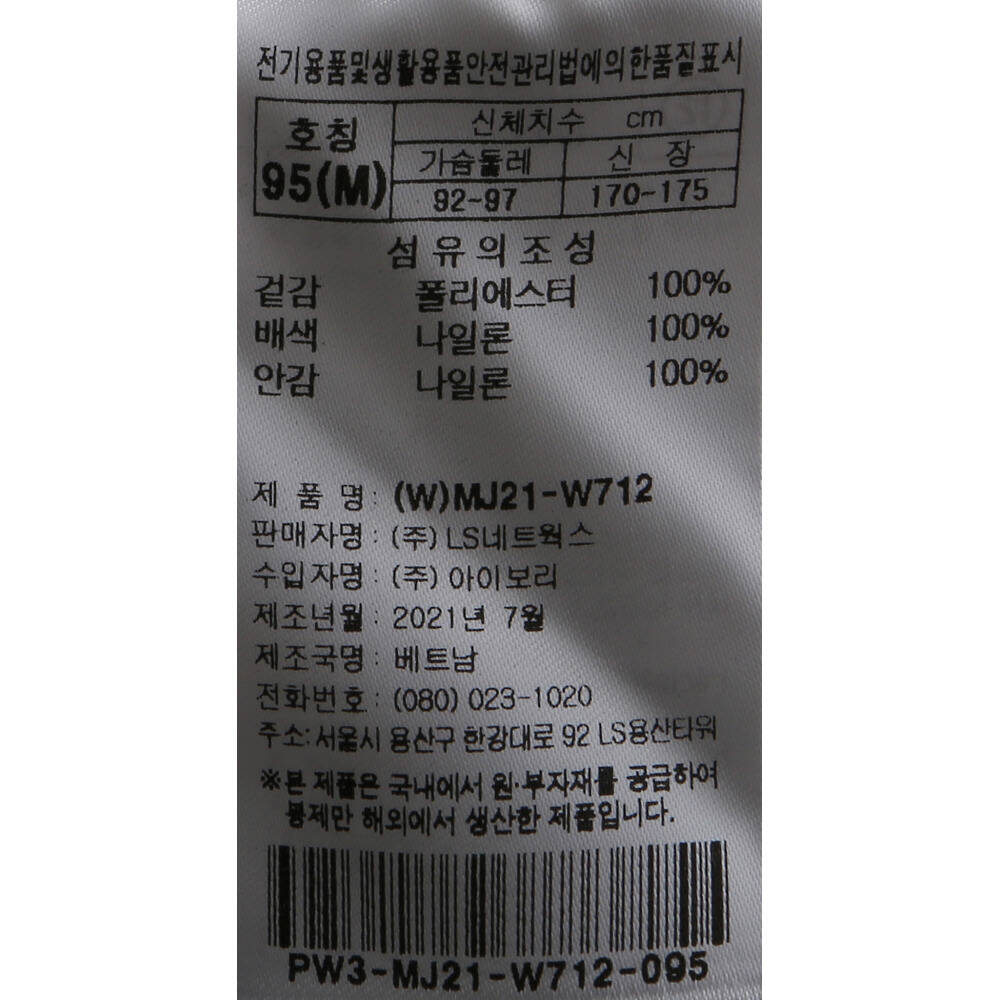 전기용품및생활용품안전관리법에의한품질표시
호칭 신체치수 cm
95(M) 가슴둘레 신 장
92-97 170-175
섬유의조성
겉감 폴리에스터 100%
배색 나일론 100%
안감 나일론 100%
제 품 명: (W)MJ21-W712
판매자명: (주)LS네트웍스
수입자명: (주)아이보리
제조년월: 2021년 7월
제조국명: 베트남
전화번호: (080) 023-1020
주소:서울시 용산구 한강대로 92 LS용산타워
※본 제품은 국내에서 원·부자재를 공급하여
봉제만 해외에서 생산한 제품입니다.
PW3-MJ21-W712-095